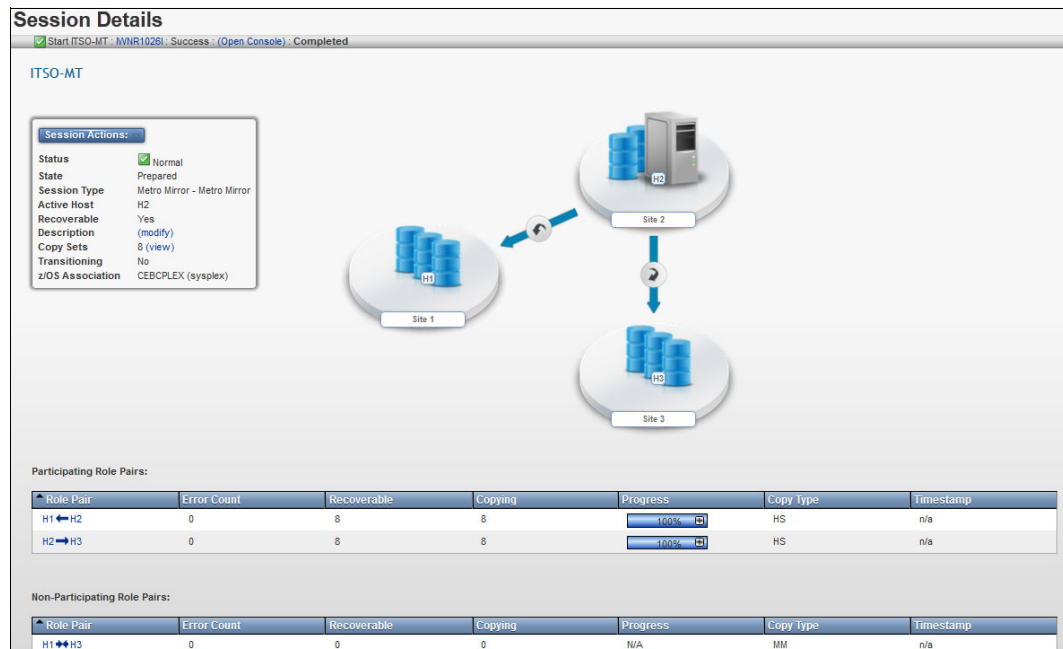 Session Details
Start ITSO-MT : IWNR1026I : Success : (Open Console) : Completed
ITSO-MT
Session Actions:
Status Normal
State Prepared
Session Type Metro Mirror - Metro Mirror
Active Host H2
Recoverable Yes
Description (modify)
Copy Sets 8 (view)
Transitioning No
z/OS Association CEBCPLEX (sysplex)
H2
Site 2
H1
Site 1
H3
Site 3
Participating Role Pairs:
Role Pair Error Count Recoverable Copying Progress Copy Type Timestamp
H1 H2 0 8 8 100% HS n/a
H2 H3 0 8 8 100% HS n/a
Non-Participating Role Pairs:
Role Pair Error Count Recoverable Copying Progress Copy Type Timestamp
H1 H3 0 0 0 N/A MM n/a